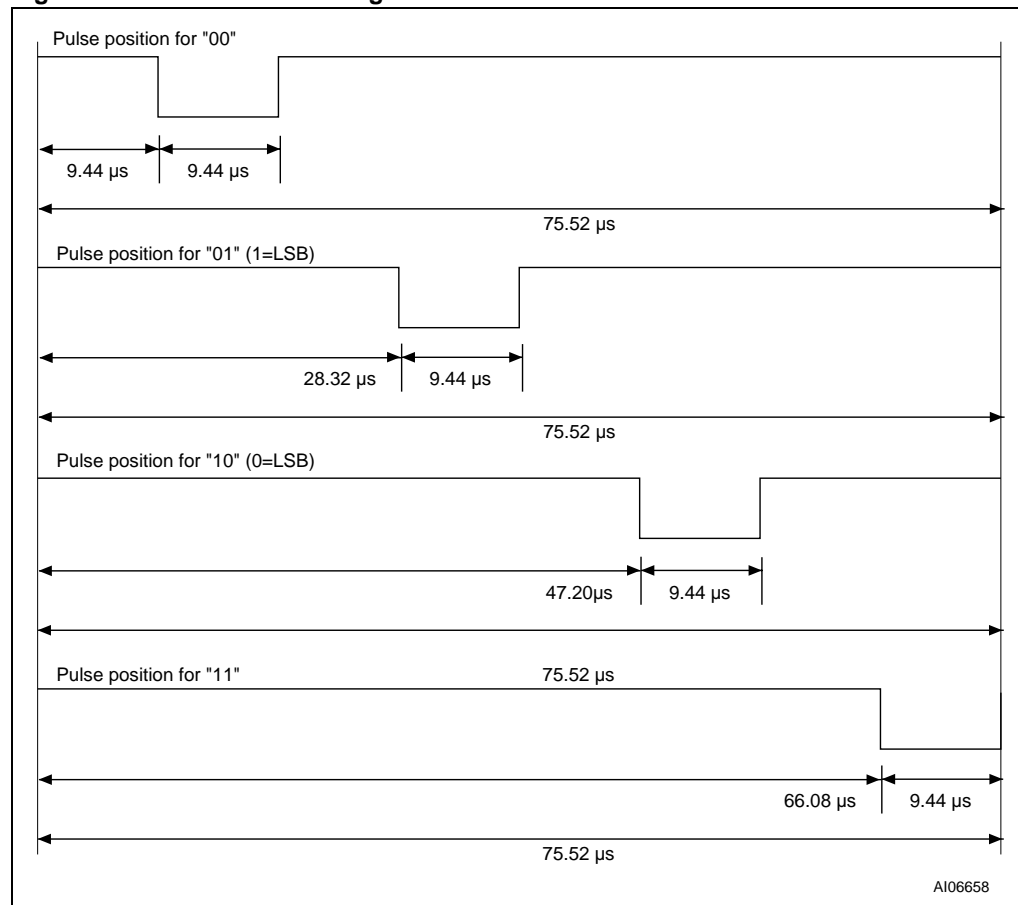 Pulse position for "00"
9.44 µs 9.44 µs
75.52 µs
Pulse position for "01" (1=LSB)
28.32 µs 9.44 µs
75.52 µs
Pulse position for "10" (0=LSB)
47.20µs 9.44 µs
Pulse position for "11" 75.52 µs
66.08 µs 9.44 µs
75.52 µs
AI06658